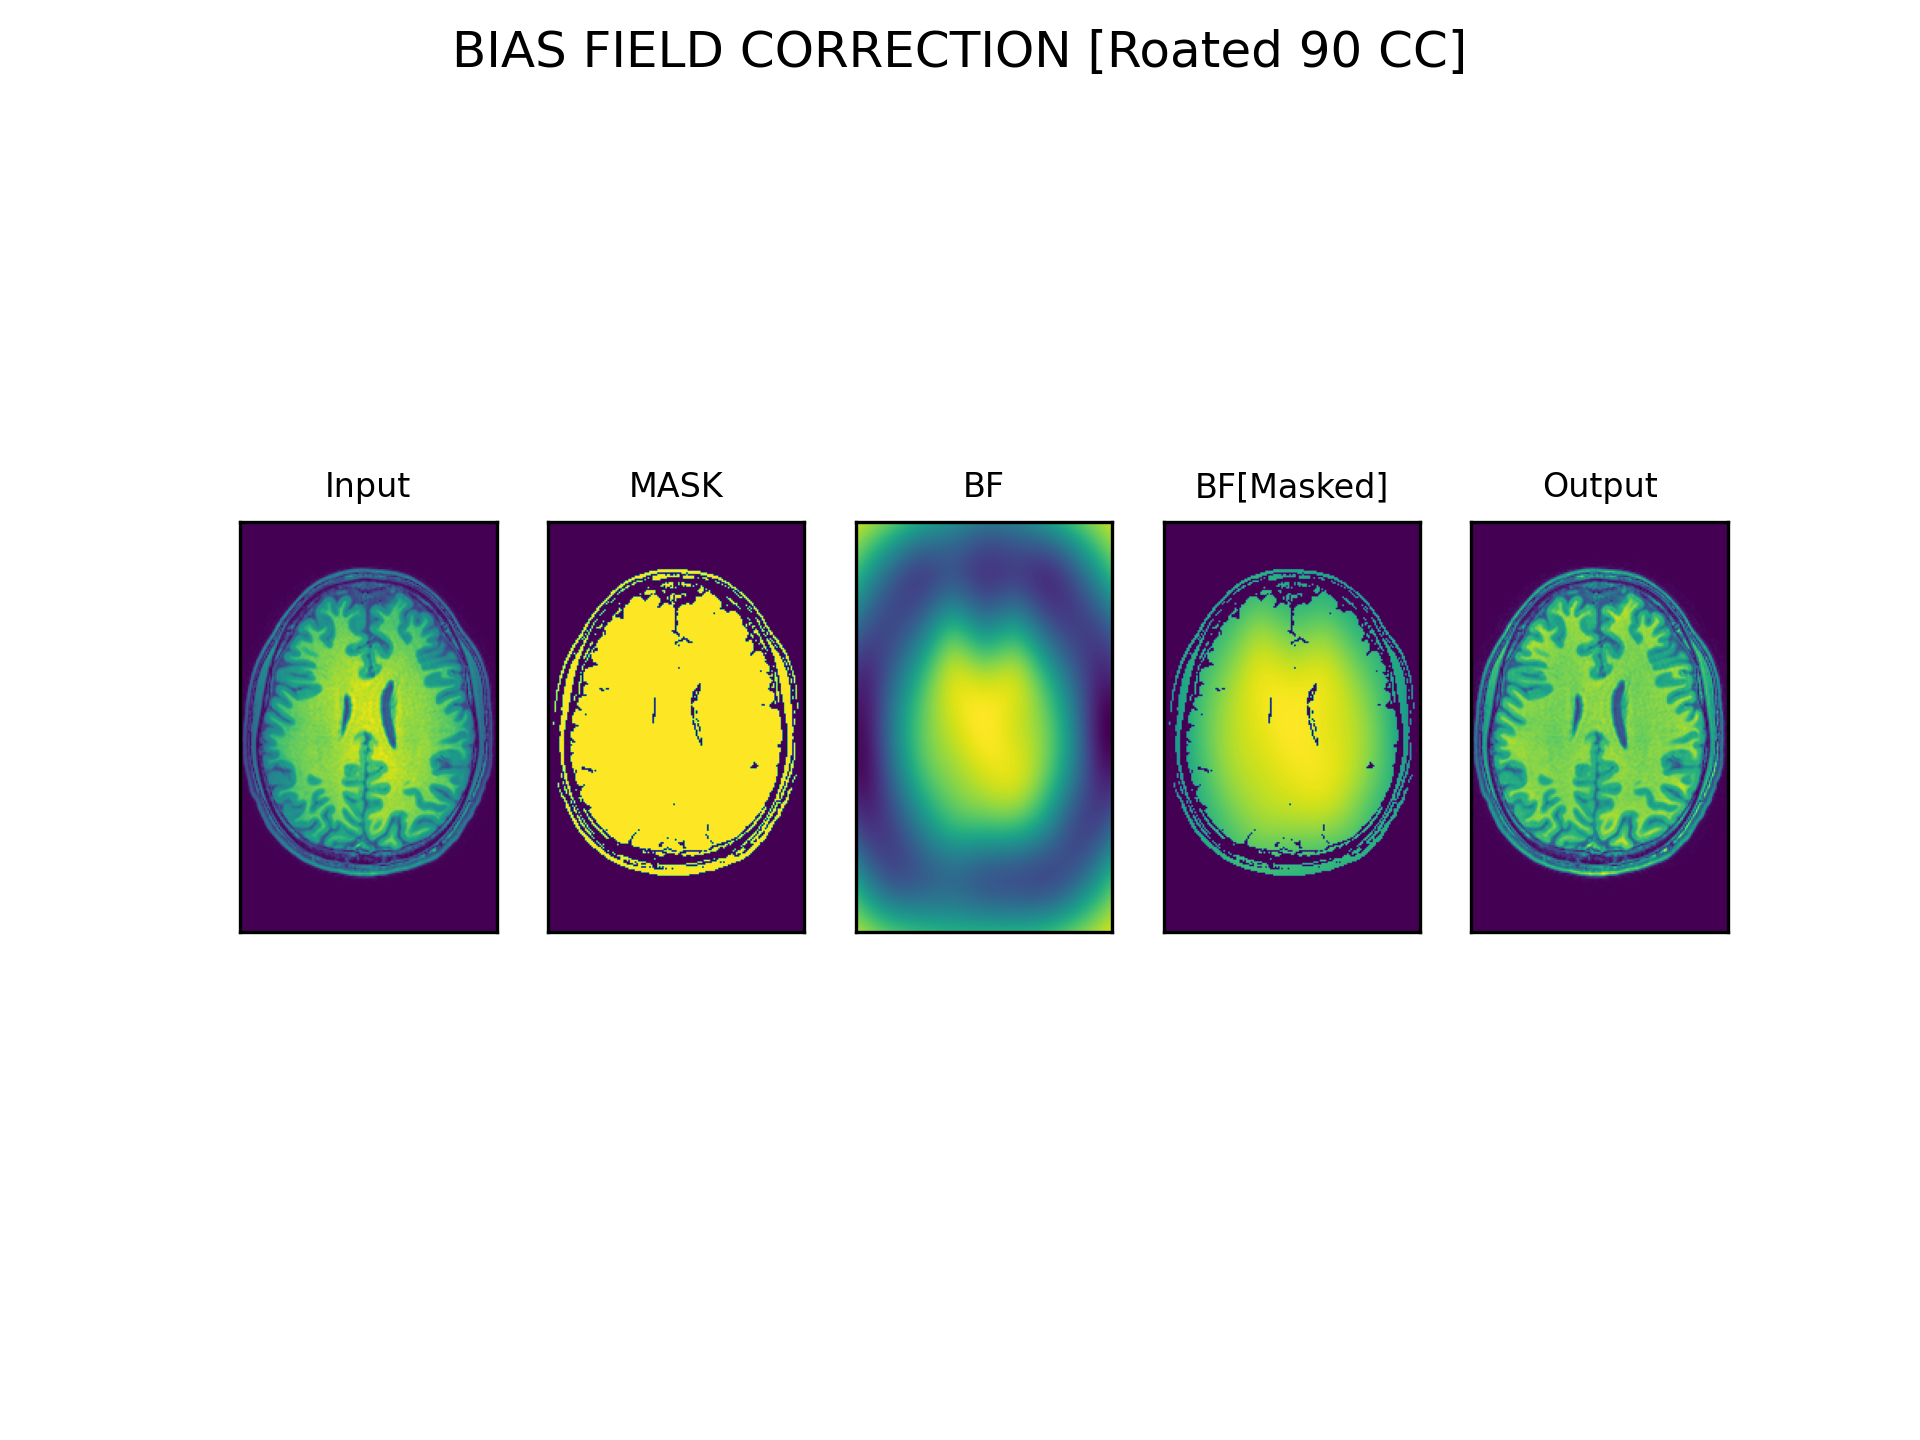 BIAS FIELD CORRECTION [Roated 90 CC]
Input
MASK
BF
BF[Masked]
Output